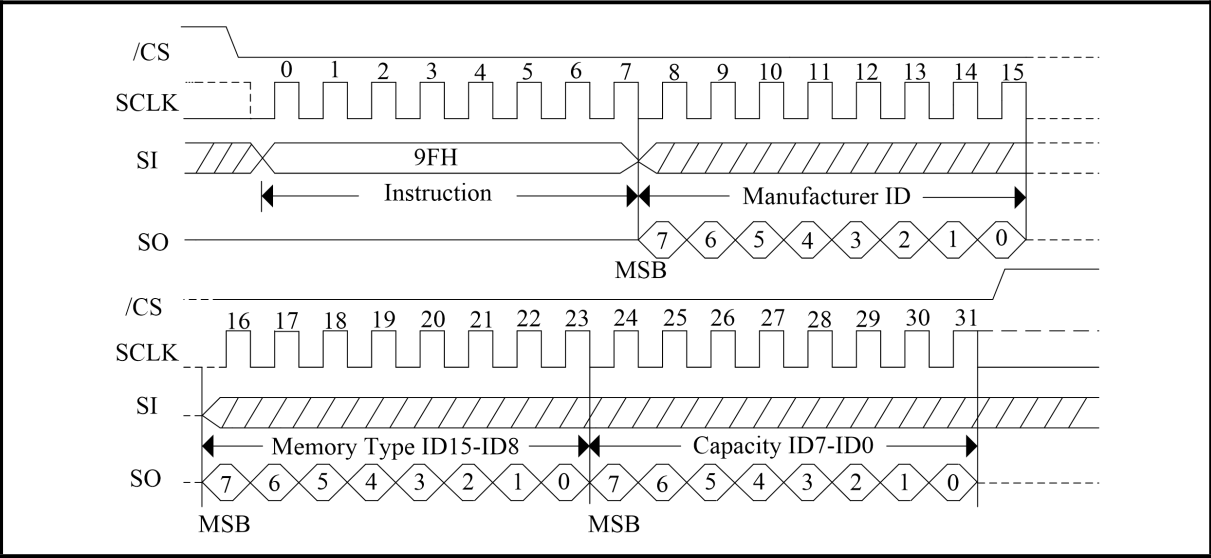 /CS
0 1 2 3 4 5 6 7 8 9 10 11 12 13 14 15
SCLK
SI 9FH
Instruction Manufacturer ID
SO 7 6 5 4 3 2 1 0
MSB
/CS
16 17 18 19 20 21 22 23 24 25 26 27 28 29 30 31
SCLK
SI
Memory Type ID15-ID8 Capacity ID7-ID0
SO 7 6 5 4 3 2 1 0 7 6 5 4 3 2 1 0
MSB MSB